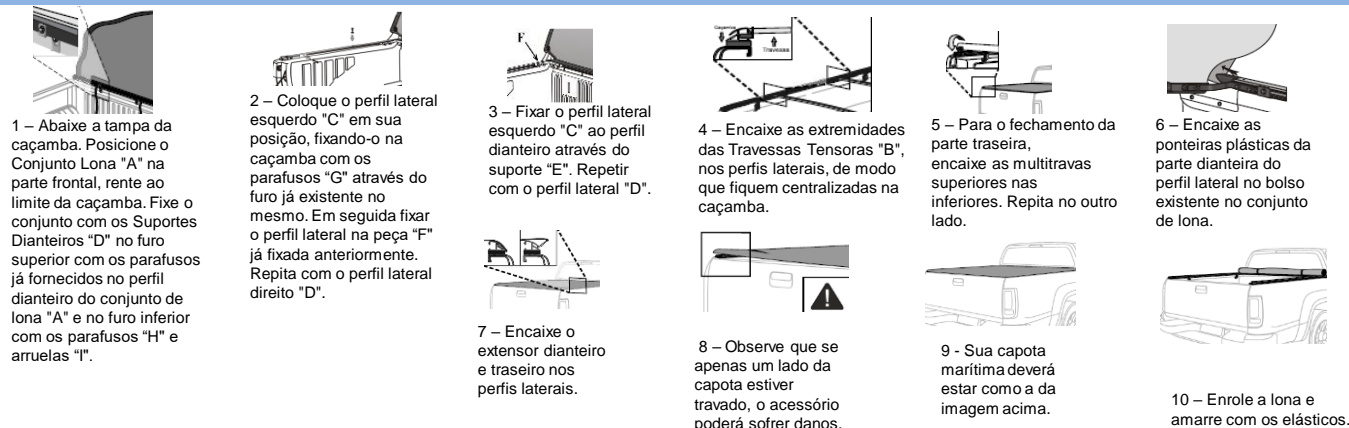 1 – Abaixe a tampa da
caçamba. Posicione o
Conjunto Lona "A" na
parte frontal, rente ao
limite da caçamba. Fixe o
conjunto com os Suportes
Dianteiros “D” no furo
superior com os parafusos
já fornecidos no perfil
dianteiro do conjunto de
lona "A" e no furo inferior
com os parafusos “H” e
arruelas “I".
I
2 – Coloque o perfil lateral
esquerdo "C" em sua
posição, fixando-o na
caçamba com os
parafusos "G" através do
furo já existente no
mesmo. Em seguida fixar
o perfil lateral na peça “F"
já fixada anteriormente.
Repita com o perfil lateral
direito "D".
F
3 – Fixar o perfil lateral
esquerdo "C" ao perfil
dianteiro através do
suporte “E". Repetir
com o perfil lateral "D".
Caçamba
Travessa
4 – Encaixe as extremidades
das Travessas Tensoras "B",
nos perfis laterais, de modo
que fiquem centralizadas na
caçamba.
5 – Para o fechamento da
parte traseira,
encaixe as multitravas
superiores nas
inferiores. Repita no outro
lado.
6 – Encaixe as
ponteiras plásticas da
parte dianteira do
perfil lateral no bolso
existente no conjunto
de lona.
7 – Encaixe o
extensor dianteiro
e traseiro nos
perfis laterais.
8 – Observe que se
apenas um lado da
capota estiver
travado, o acessório
poderá sofrer danos.
9 - Sua capota
marítima deverá
estar como a da
imagem acima.
10 – Enrole a lona e
amarre com os elásticos.